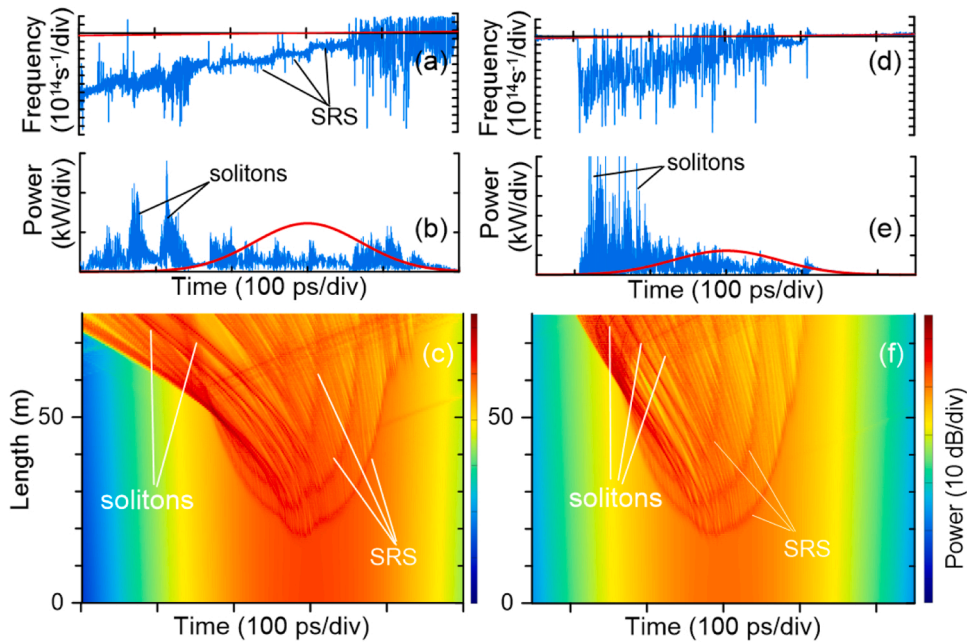 Frequency
(10¹⁴s⁻¹/div)
(a)
SRS
Power
(kW/div)
solitons
(b)
Time (100 ps/div)
Frequency
(10¹⁴s⁻¹/div)
(d)
Power
(kW/div)
solitons
(e)
Time (100 ps/div)
Length (m)
50
0
(c)
solitons
SRS
Time (100 ps/div)
50
0
(f)
solitons
SRS
Time (100 ps/div)
Power (10 dB/div)